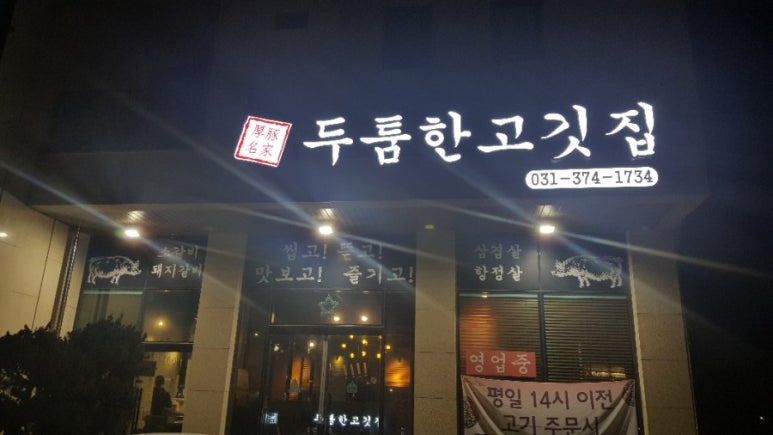 厚豚
名家
두툼한고깃집
031-374-1734
소갈비
돼지갈비
씹고! 뜯고!
맛보고! 즐기고!
삼겹살
항정살
영업중
평일 14시 이전
고기 주문시
두툼한고깃집